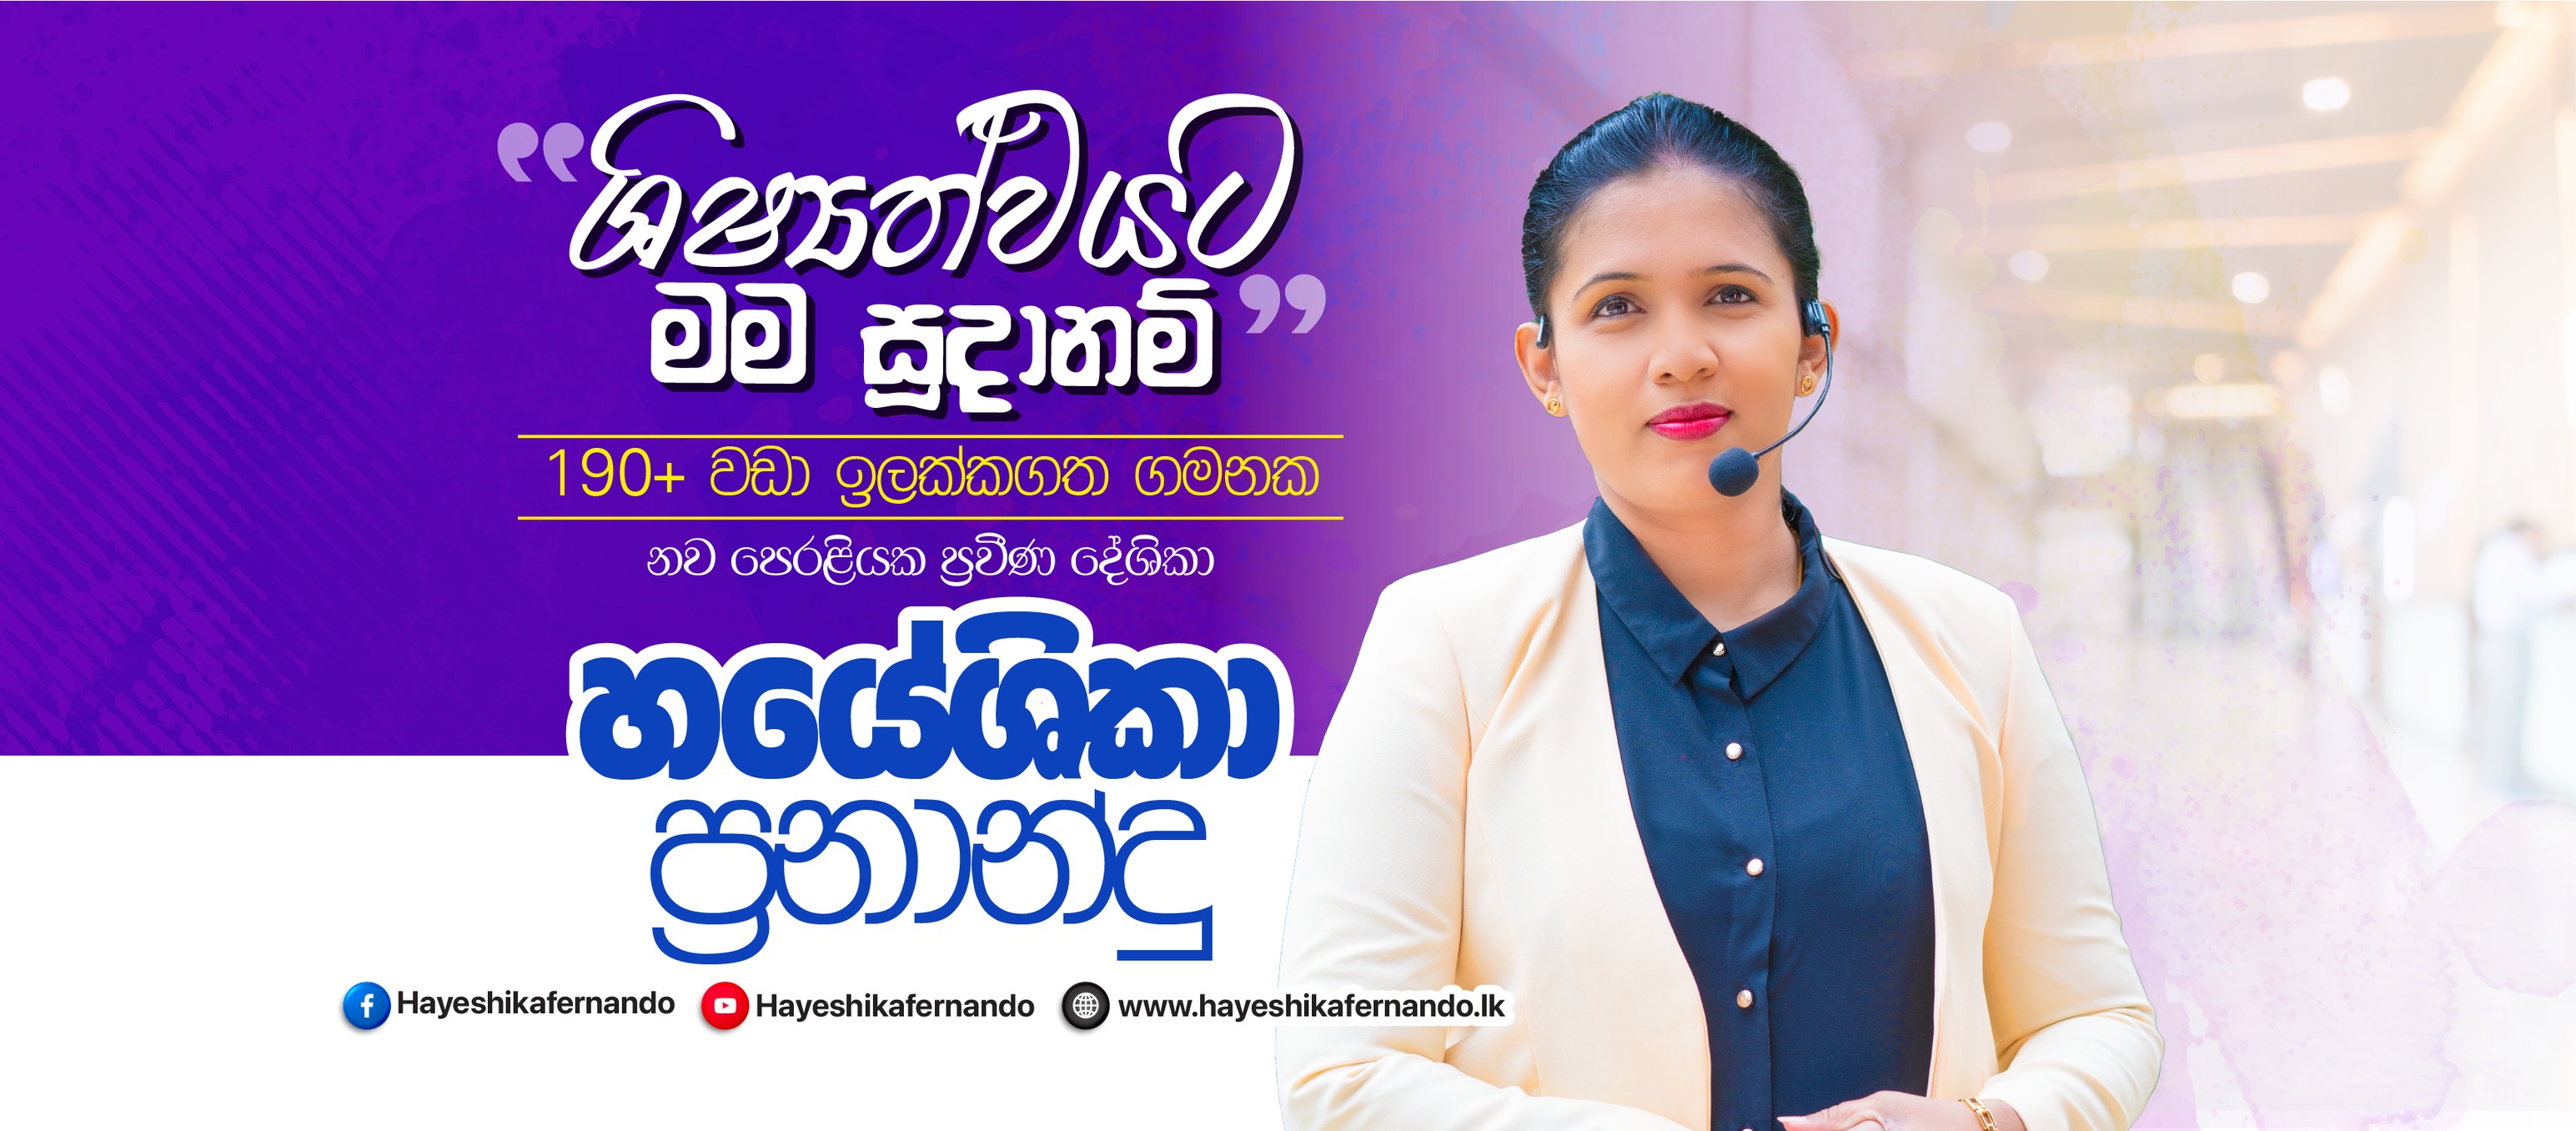 “ශිෂ්‍යත්වයට
මම සූදානම්”
190+ වඩා ඉලක්කගත ගමනක
නව පෙරළියක ප්‍රවීණ දේශිකා
හයේශිකා
ප්‍රනාන්දු
Hayeshikafernando Hayeshikafernando www.hayeshikafernando.lk